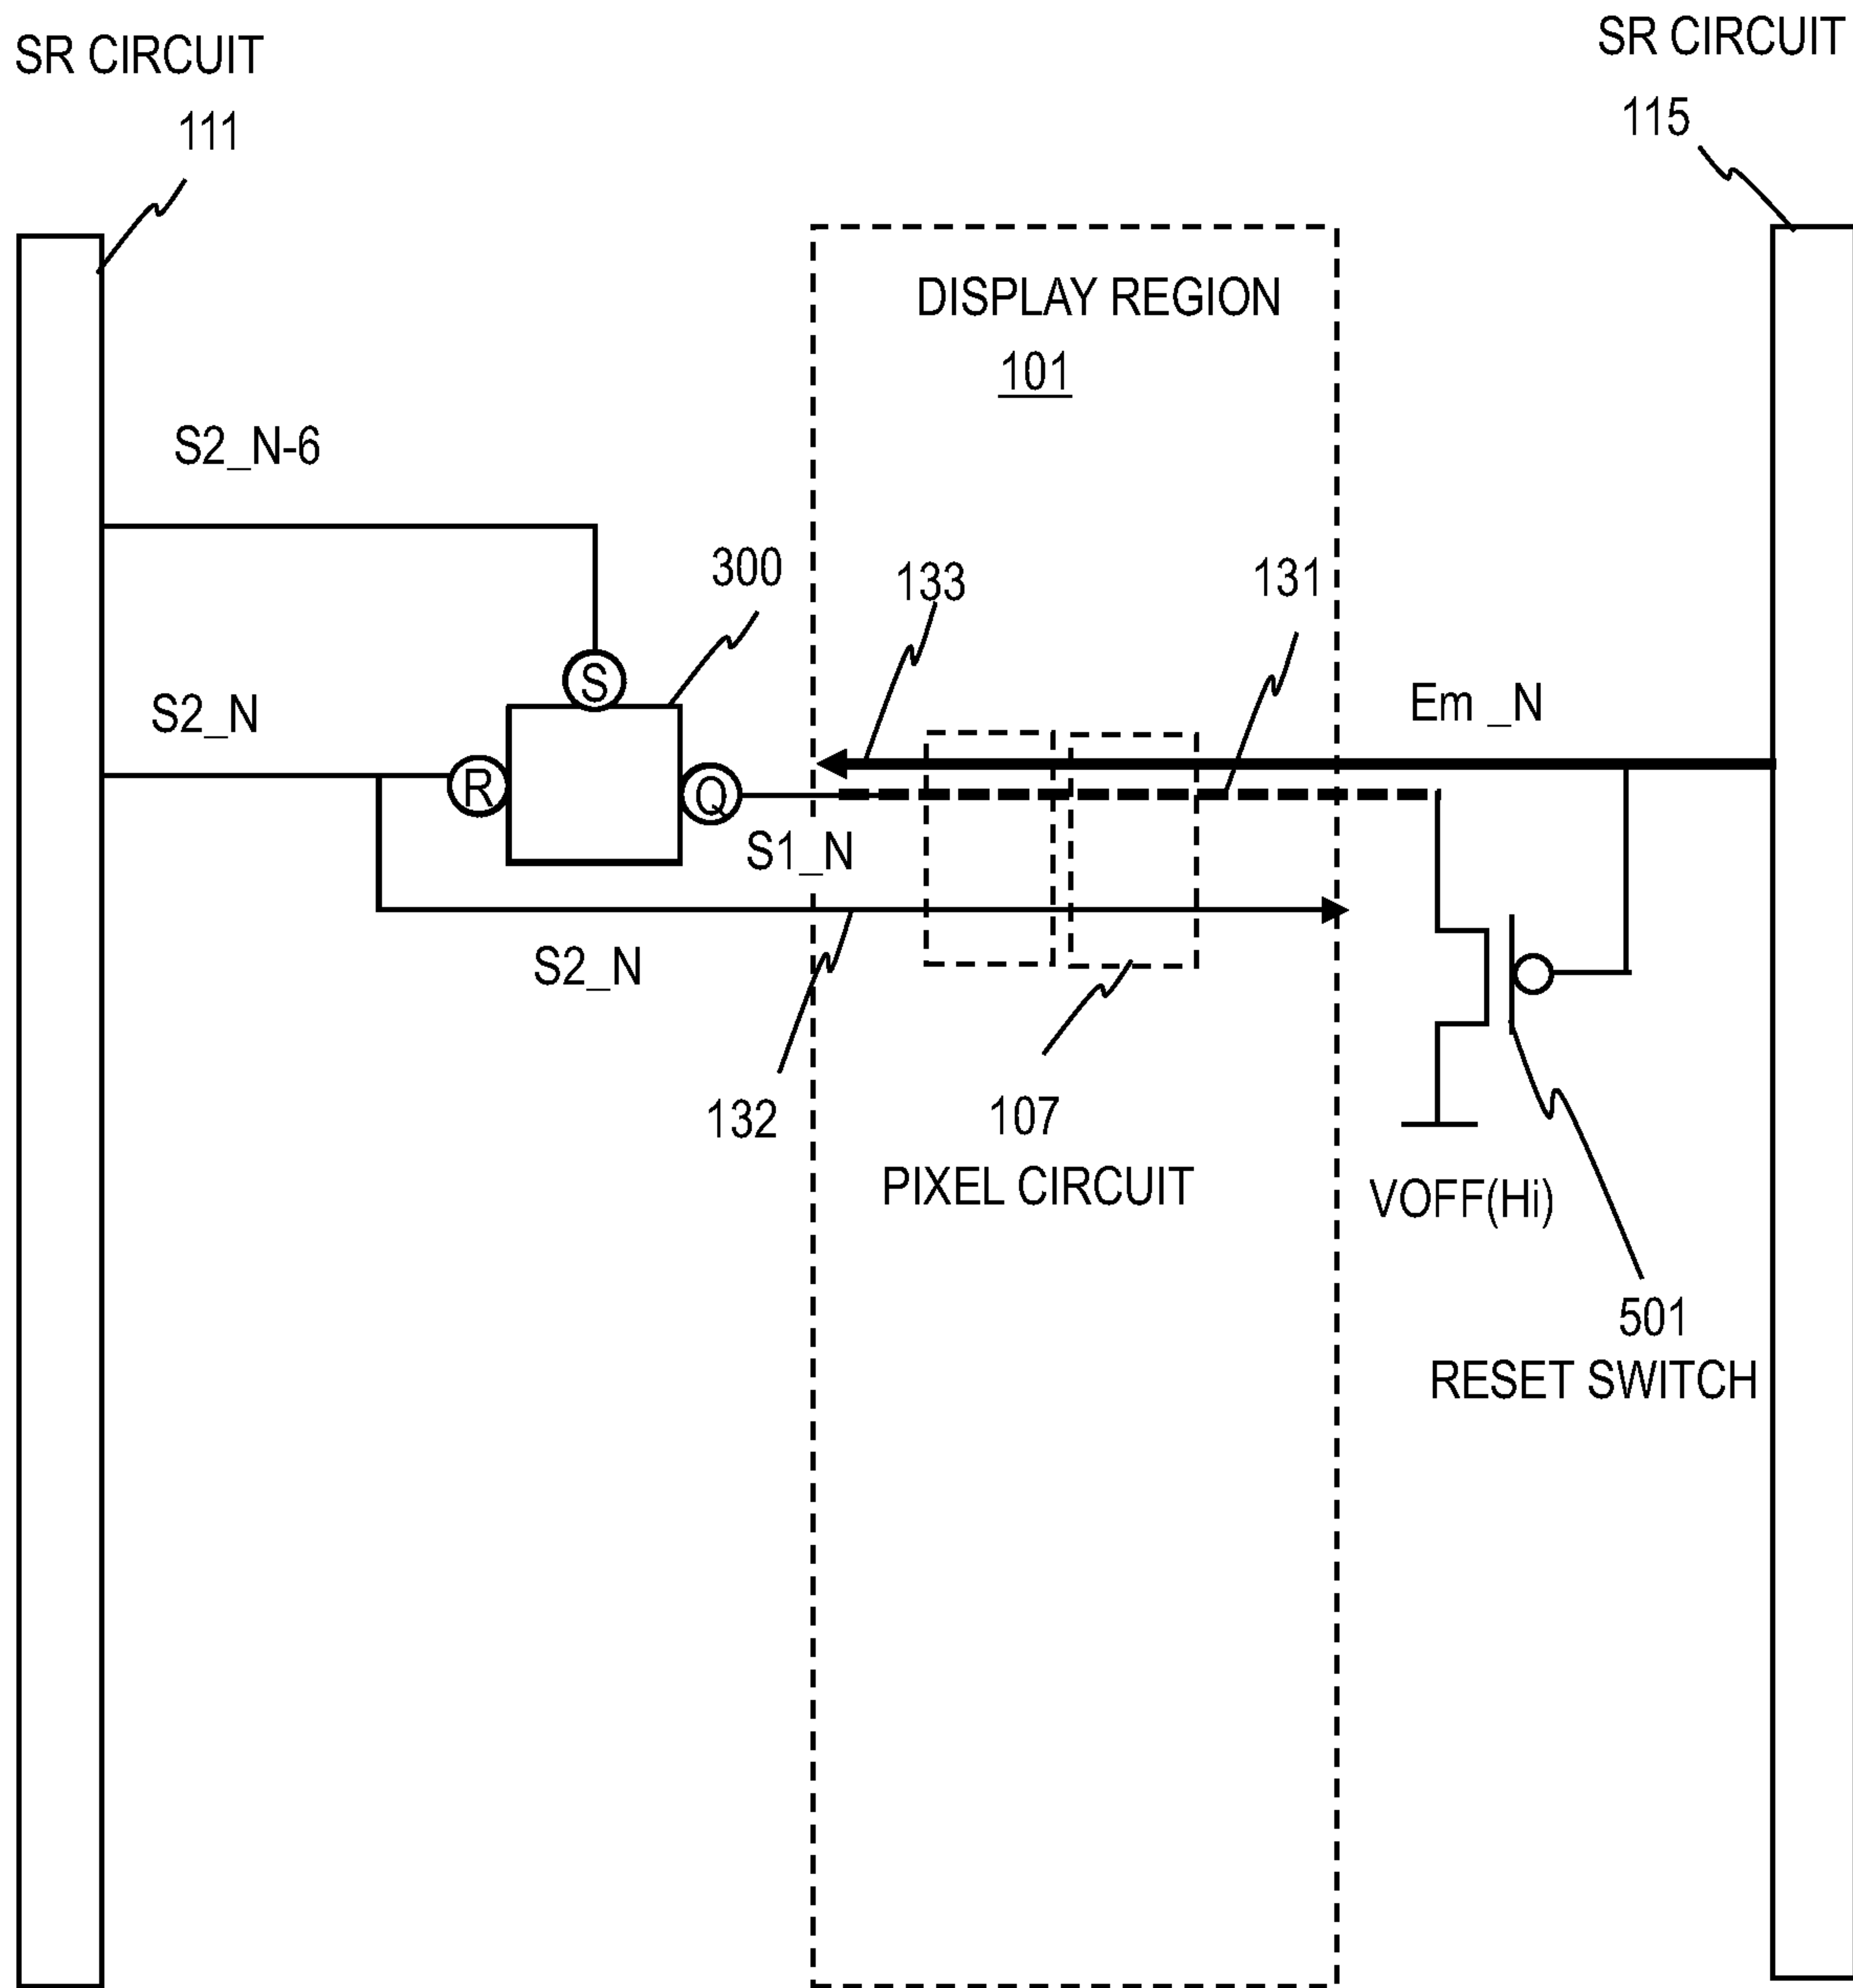 SR CIRCUIT
111
SR CIRCUIT
115
DISPLAY REGION
101
S2_N-6
300
133
131
S
S2_N
Em _N
R
Q
S1_N
S2_N
132
107
PIXEL CIRCUIT
VOFF(Hi)
501
RESET SWITCH